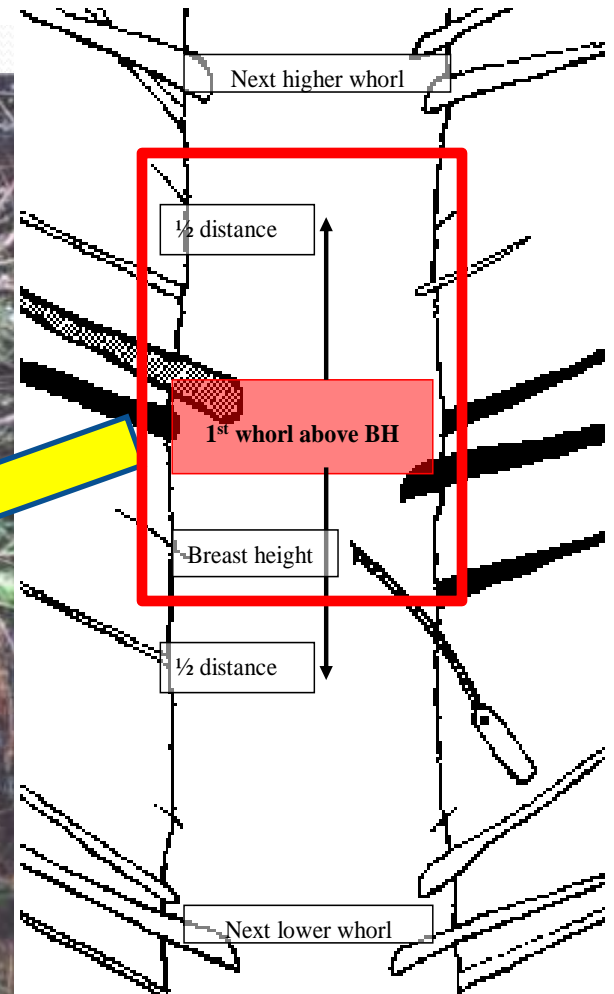 Next higher whorl
½ distance
1st whorl above BH
Breast height
½ distance
Next lower whorl